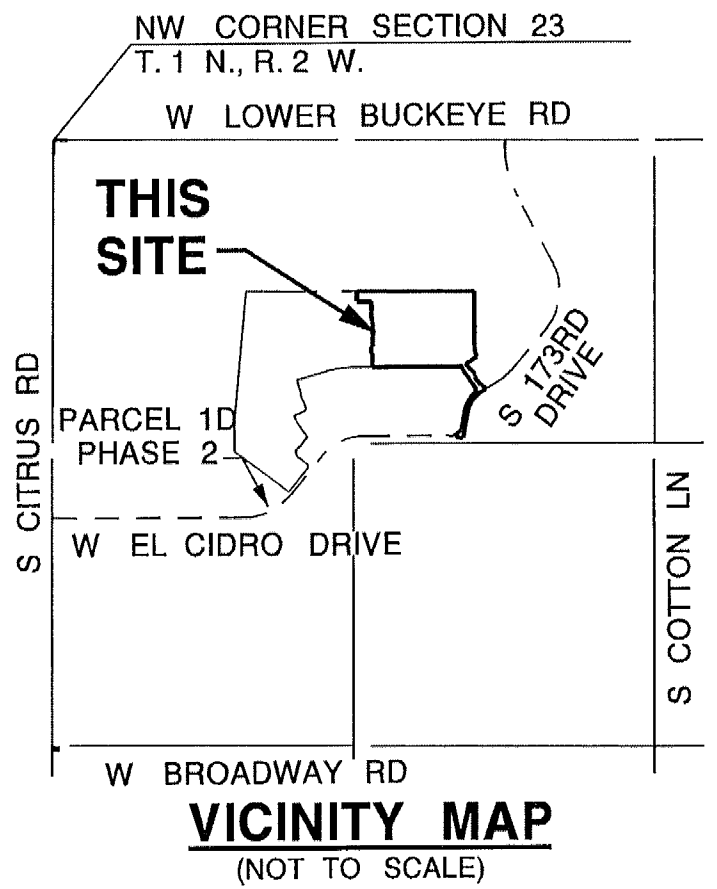 NW CORNER SECTION 23
T. 1 N., R. 2 W.
W LOWER BUCKEYE RD
THIS
SITE
S 173RD
DRIVE
S CITRUS RD
PARCEL 1D
PHASE 2
W EL CIDRO DRIVE
S COTTON LN
W BROADWAY RD
VICINITY MAP
(NOT TO SCALE)